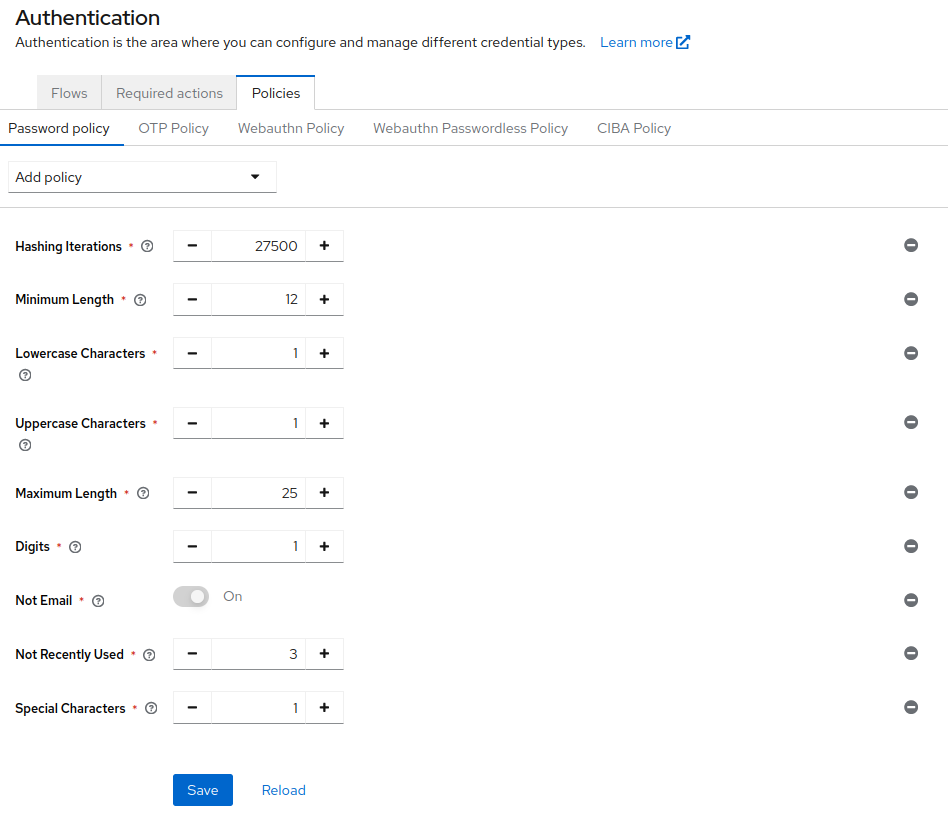 Authentication
Authentication is the area where you can configure and manage different credential types. Learn more
Flows Required actions Policies
Password policy OTP Policy Webauthn Policy Webauthn Passwordless Policy CIBA Policy
Add policy
Hashing Iterations * 27500
Minimum Length * 12
Lowercase Characters * 1
Uppercase Characters * 1
Maximum Length * 25
Digits * 1
Not Email * On
Not Recently Used * 3
Special Characters * 1
Save Reload